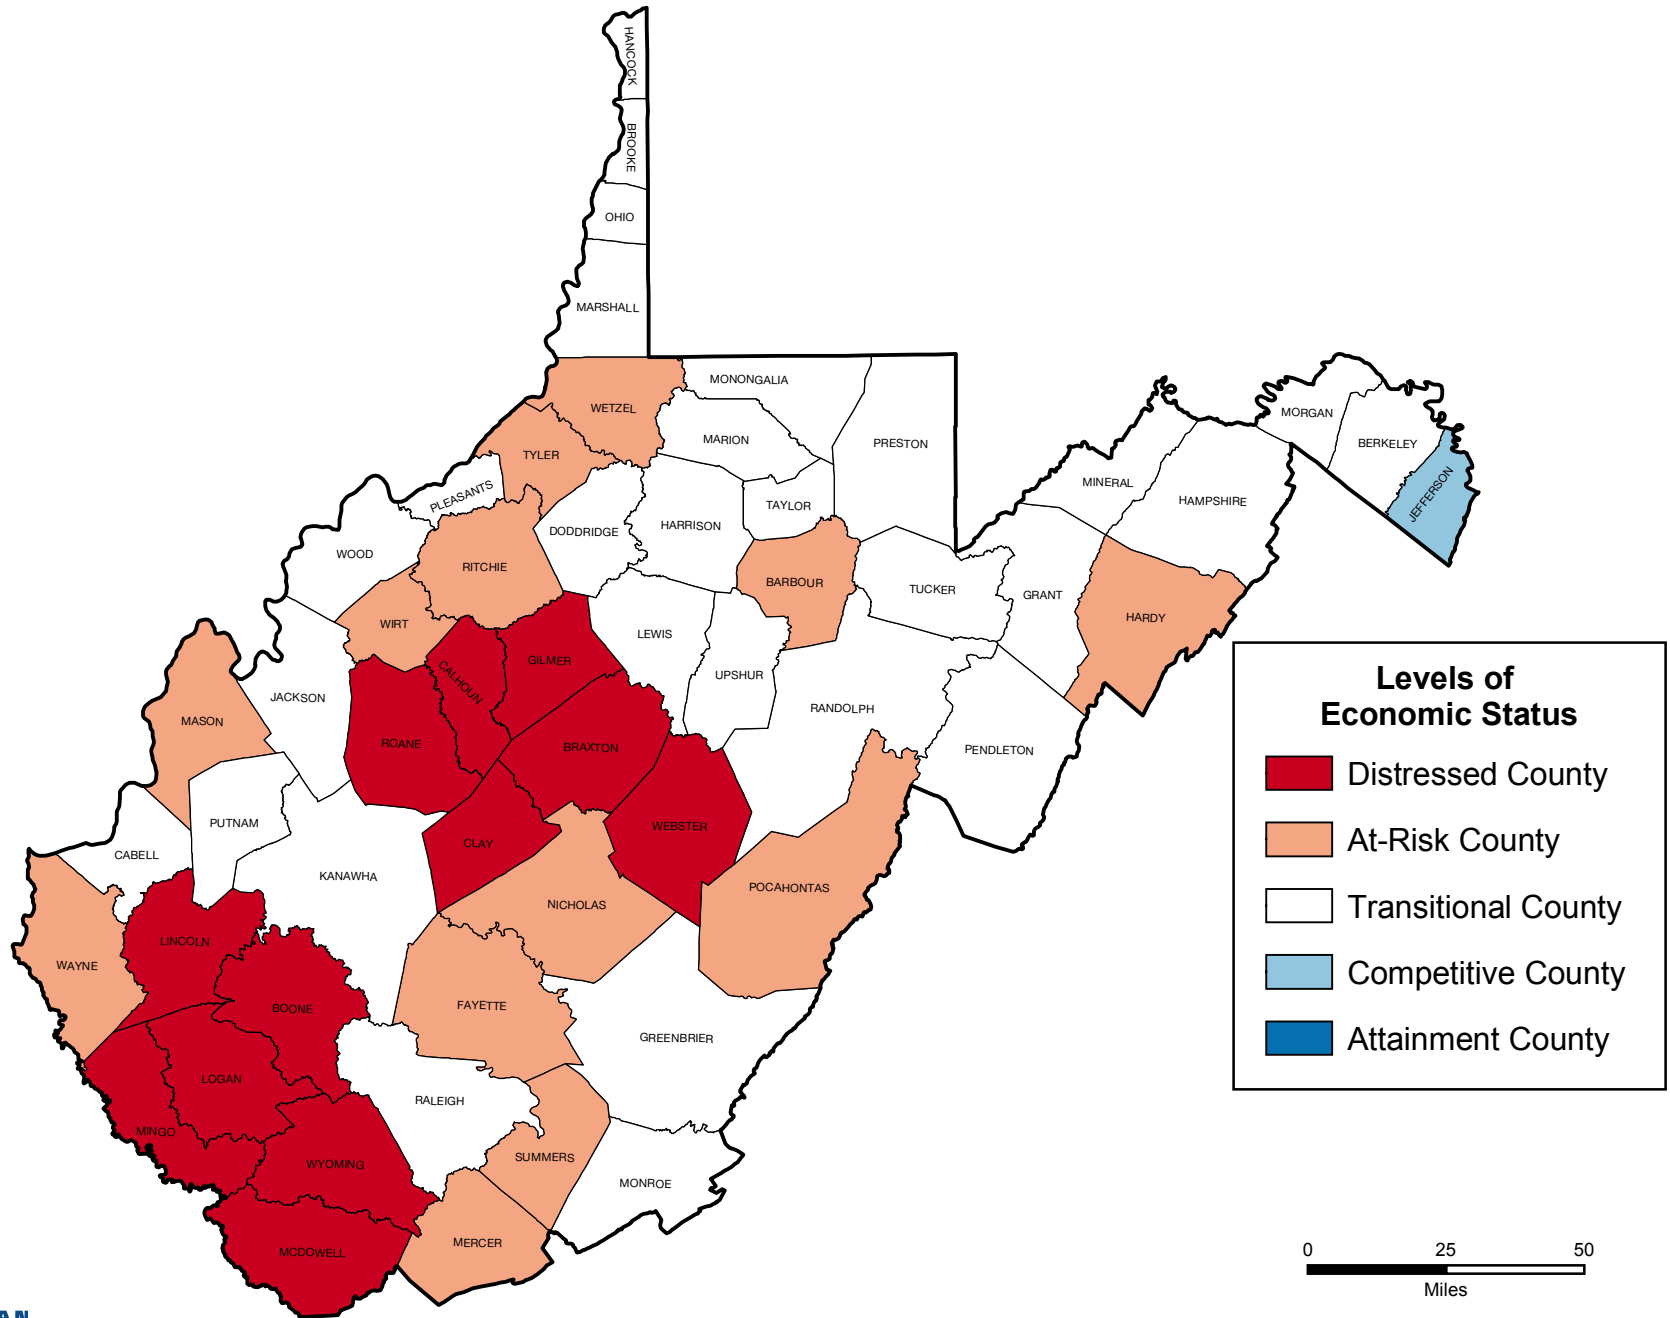 HANCOCK
BROOKE
OHIO
MARSHALL
WETZEL
MONONGALIA
MARION
PRESTON
TYLER
PLEASANTS
DODDRIDGE
HARRISON
TAYLOR
MINERAL
HAMPSHIRE
MORGAN
BERKELEY
JEFFERSON
WOOD
RITCHIE
BARBOUR
TUCKER
GRANT
HARDY
WIRT
LEWIS
GILMER
CALHOUN
UPSHUR
RANDOLPH
PENDLETON
JACKSON
MASON
ROANE
BRAXTON
PUTNAM
CLAY
WEBSTER
CABELL
KANAWHA
NICHOLAS
POCAHONTAS
LINCOLN
WAYNE
BOONE
FAYETTE
GREENBRIER
LOGAN
RALEIGH
MINGO
WYOMING
SUMMERS
MONROE
MCDOWELL
MERCER
Levels of
Economic Status
Distressed County
At-Risk County
Transitional County
Competitive County
Attainment County
0 25 50
Miles